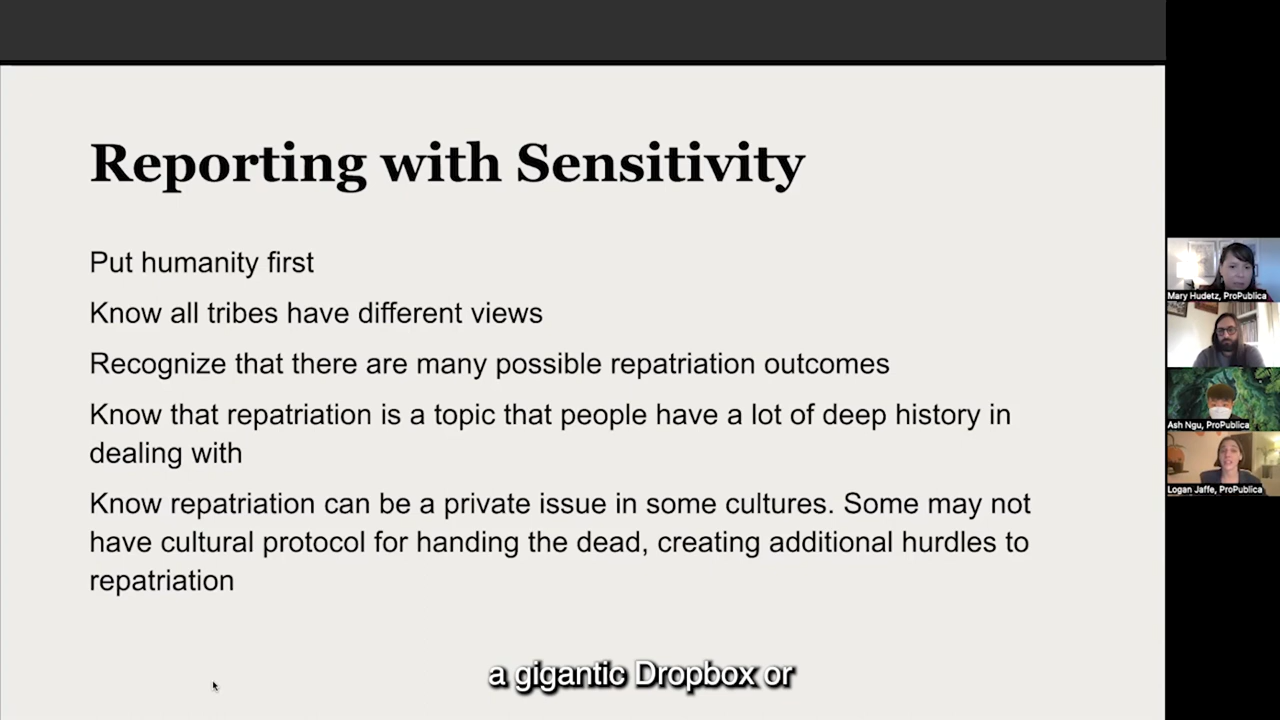 Reporting with Sensitivity
Put humanity first
Know all tribes have different views
Recognize that there are many possible repatriation outcomes
Know that repatriation is a topic that people have a lot of deep history in
dealing with
Know repatriation can be a private issue in some cultures. Some may not
have cultural protocol for handing the dead, creating additional hurdles to
repatriation
a gigantic Dropbox or
Mary Hudetz, ProPublica
Ash Ngu, ProPublica
Logan Jaffe, ProPublica